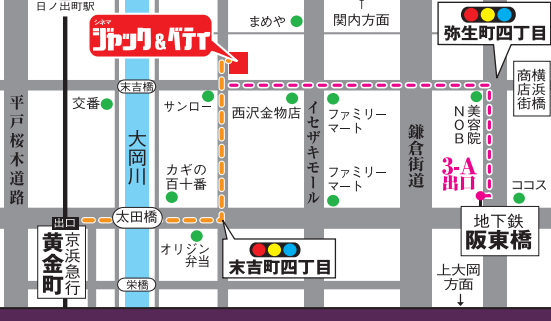 日ノ出町駅
シネマ
ジャック&ベティ
まめや
↑
関内方面
弥生町四丁目
横浜橋
商店街
平戸桜木道路
交番
末吉橋
サンロー
西沢金物店
イセザキモール
ファミリー
マート
鎌倉街道
美容院
NOB
大岡川
カギの
百十番
ファミリー
マート
3-A
出口
ココス
出口
太田橋
地下鉄
阪東橋
京浜急行
黄金町
オリジン
弁当
末吉町四丁目
栄橋
上大岡
方面
↓